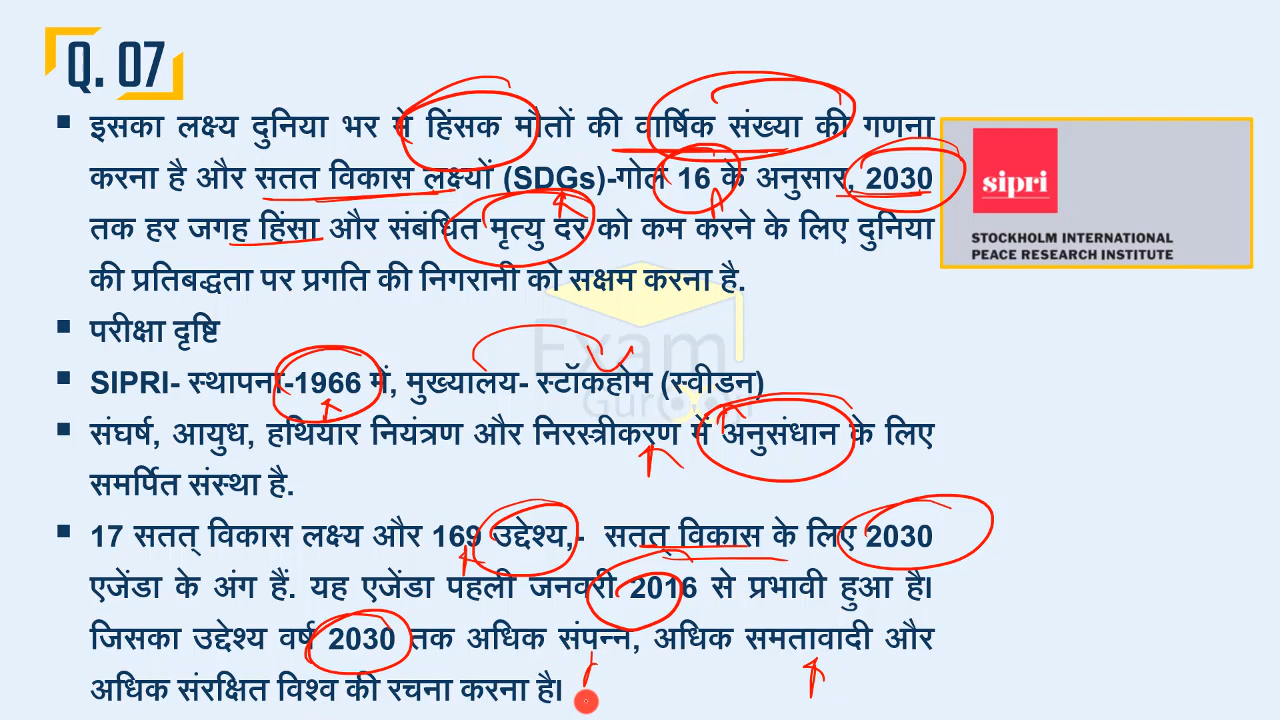 Q. 07
इसका लक्ष्य दुनिया भर मे हिंसक मौतों की वार्षिक संख्या की गणना
करना है और सतत विकास लक्ष्यों (SDGs)-गोल 16 के अनुसार, 2030
तक हर जगह हिंसा और संबंधित मृत्यु दर को कम करने के लिए दुनिया
की प्रतिबद्धता पर प्रगति की निगरानी को सक्षम करना है.
परीक्षा दृष्टि
SIPRI- स्थापना-1966 में, मुख्यालय- स्टॉकहोम (स्वीडन)
संघर्ष, आयुध, हथियार नियंत्रण और निरस्त्रीकरण में अनुसंधान के लिए
समर्पित संस्था है.
17 सतत् विकास लक्ष्य और 169 उद्देश्य,- सतत् विकास के लिए 2030
एजेंडा के अंग हैं. यह एजेंडा पहली जनवरी 2016 से प्रभावी हुआ है।
जिसका उद्देश्य वर्ष 2030 तक अधिक संपन्न, अधिक समतावादी और
अधिक संरक्षित विश्व की रचना करना है।
sipri
STOCKHOLM INTERNATIONAL
PEACE RESEARCH INSTITUTE
Exam
Gurooon